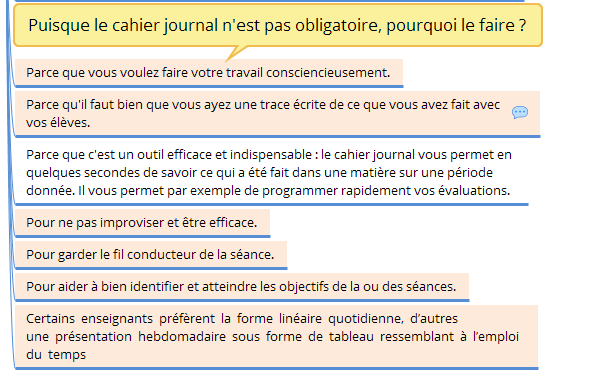 Puisque le cahier journal n'est pas obligatoire, pourquoi le faire ?
Parce que vous voulez faire votre travail consciencieusement.
Parce qu'il faut bien que vous ayez une trace écrite de ce que vous avez fait avec
vos élèves.
Parce que c'est un outil efficace et indispensable : le cahier journal vous permet en
quelques secondes de savoir ce qui a été fait dans une matière sur une période
donnée. Il vous permet par exemple de programmer rapidement vos évaluations.
Pour ne pas improviser et être efficace.
Pour garder le fil conducteur de la séance.
Pour aider à bien identifier et atteindre les objectifs de la ou des séances.
Certains enseignants préfèrent la forme linéaire quotidienne, d’autres
une présentation hebdomadaire sous forme de tableau ressemblant à l’emploi
du temps